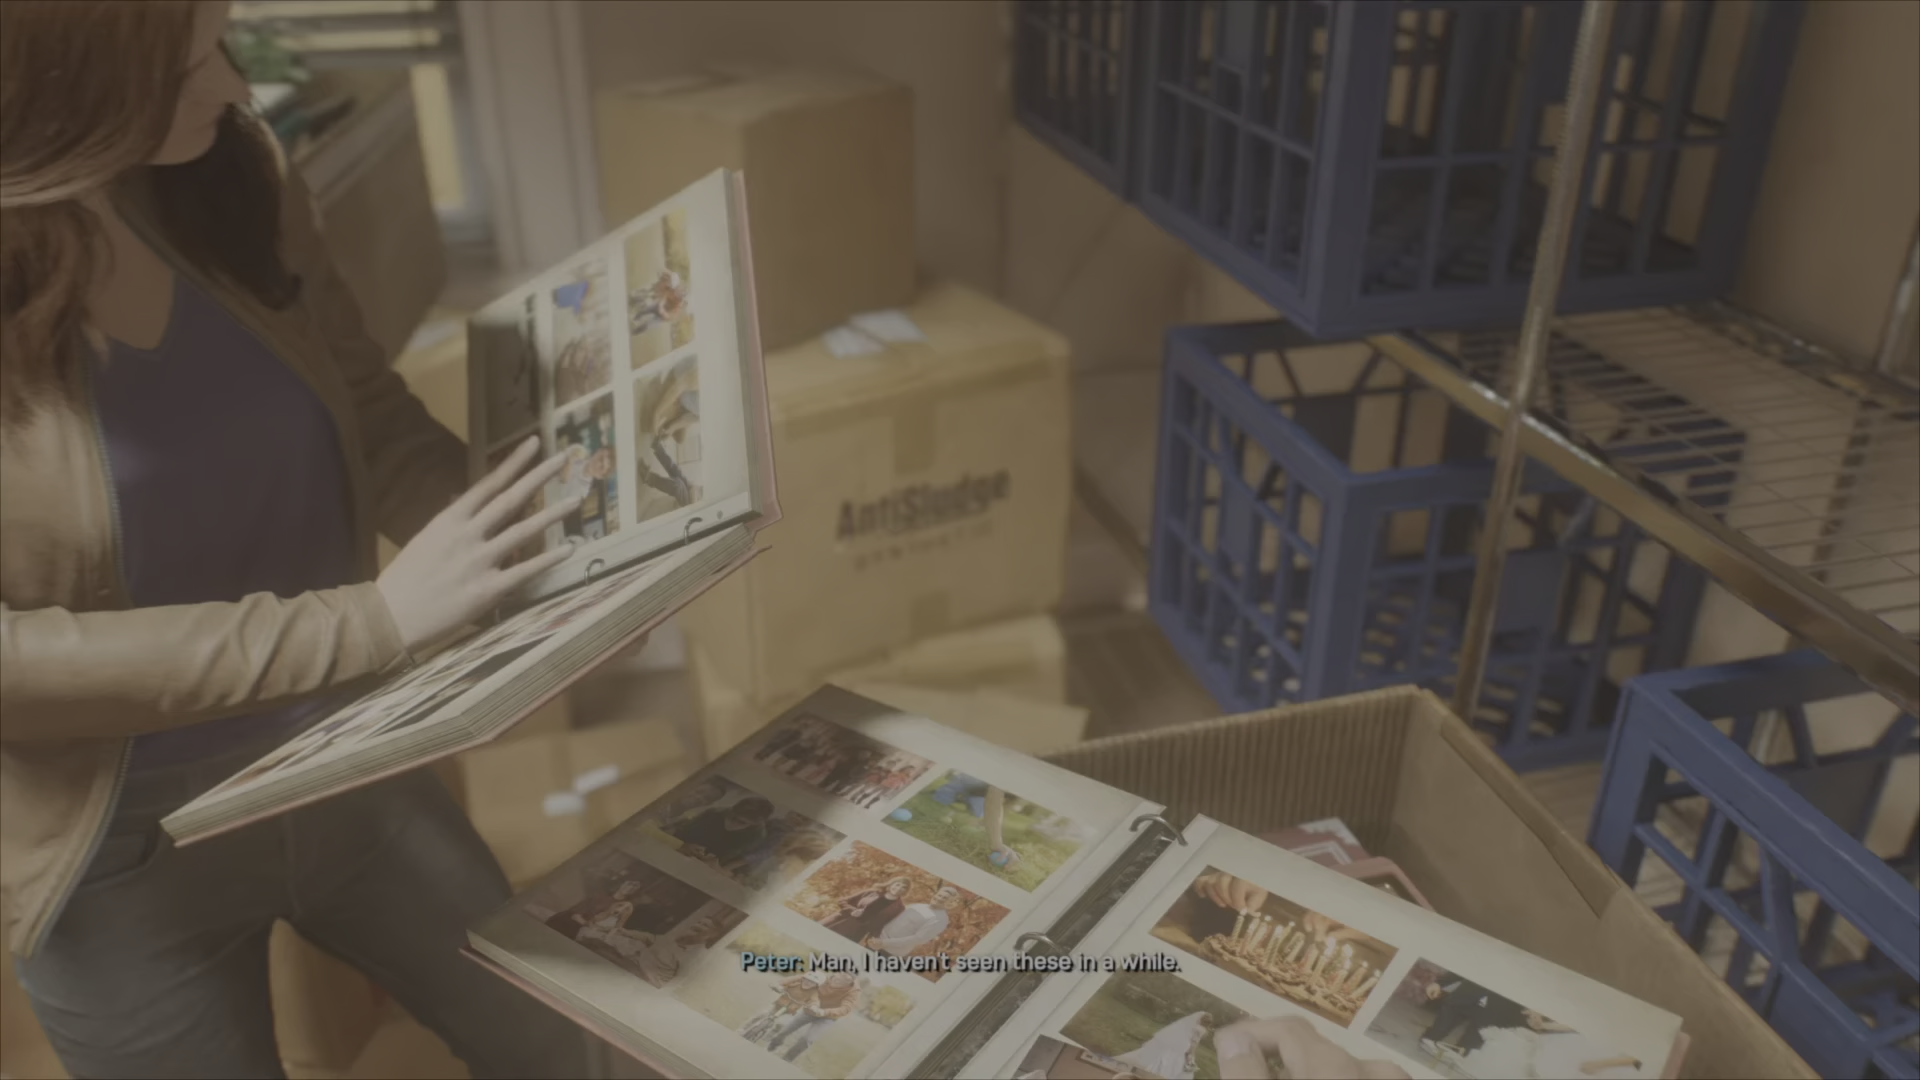 AntiSludge
Peter: Man, I haven't seen these in a while.